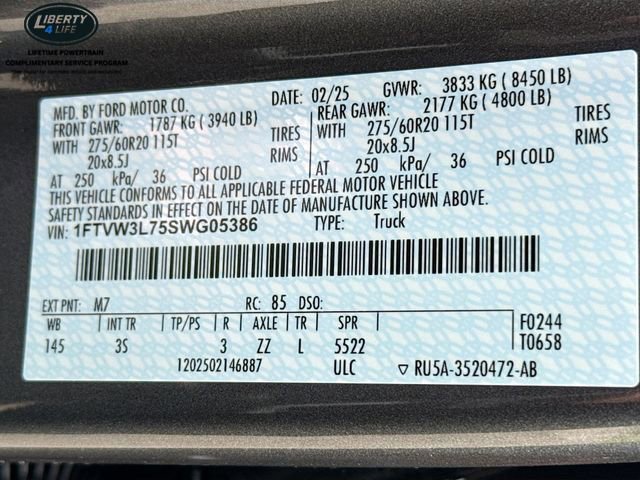 LIBERTY
4 LIFE
LIFETIME POWERTRAIN
COMPLIMENTARY SERVICE PROGRAM
MFD. BY FORD MOTOR CO.
DATE: 02/25 GVWR: 3833 KG ( 8450 LB)
FRONT GAWR: 1787 KG ( 3940 LB) REAR GAWR: 2177 KG ( 4800 LB)
WITH 275/60R20 115T TIRES WITH 275/60R20 115T TIRES
20x8.5J RIMS 20x8.5J RIMS
AT 250 kPa/ 36 PSI COLD AT 250 kPa/ 36 PSI COLD
THIS VEHICLE CONFORMS TO ALL APPLICABLE FEDERAL MOTOR VEHICLE
SAFETY STANDARDS IN EFFECT ON THE DATE OF MANUFACTURE SHOWN ABOVE.
VIN: 1FTVW3L75SWG05386 TYPE: Truck
EXT PNT: M7 RC: 85 DSO:
WB INT TR TP/PS R AXLE TR SPR F0244
145 3S 3 ZZ L 5522 T0658
1202502146887 ULC ▽ RU5A-3520472-AB